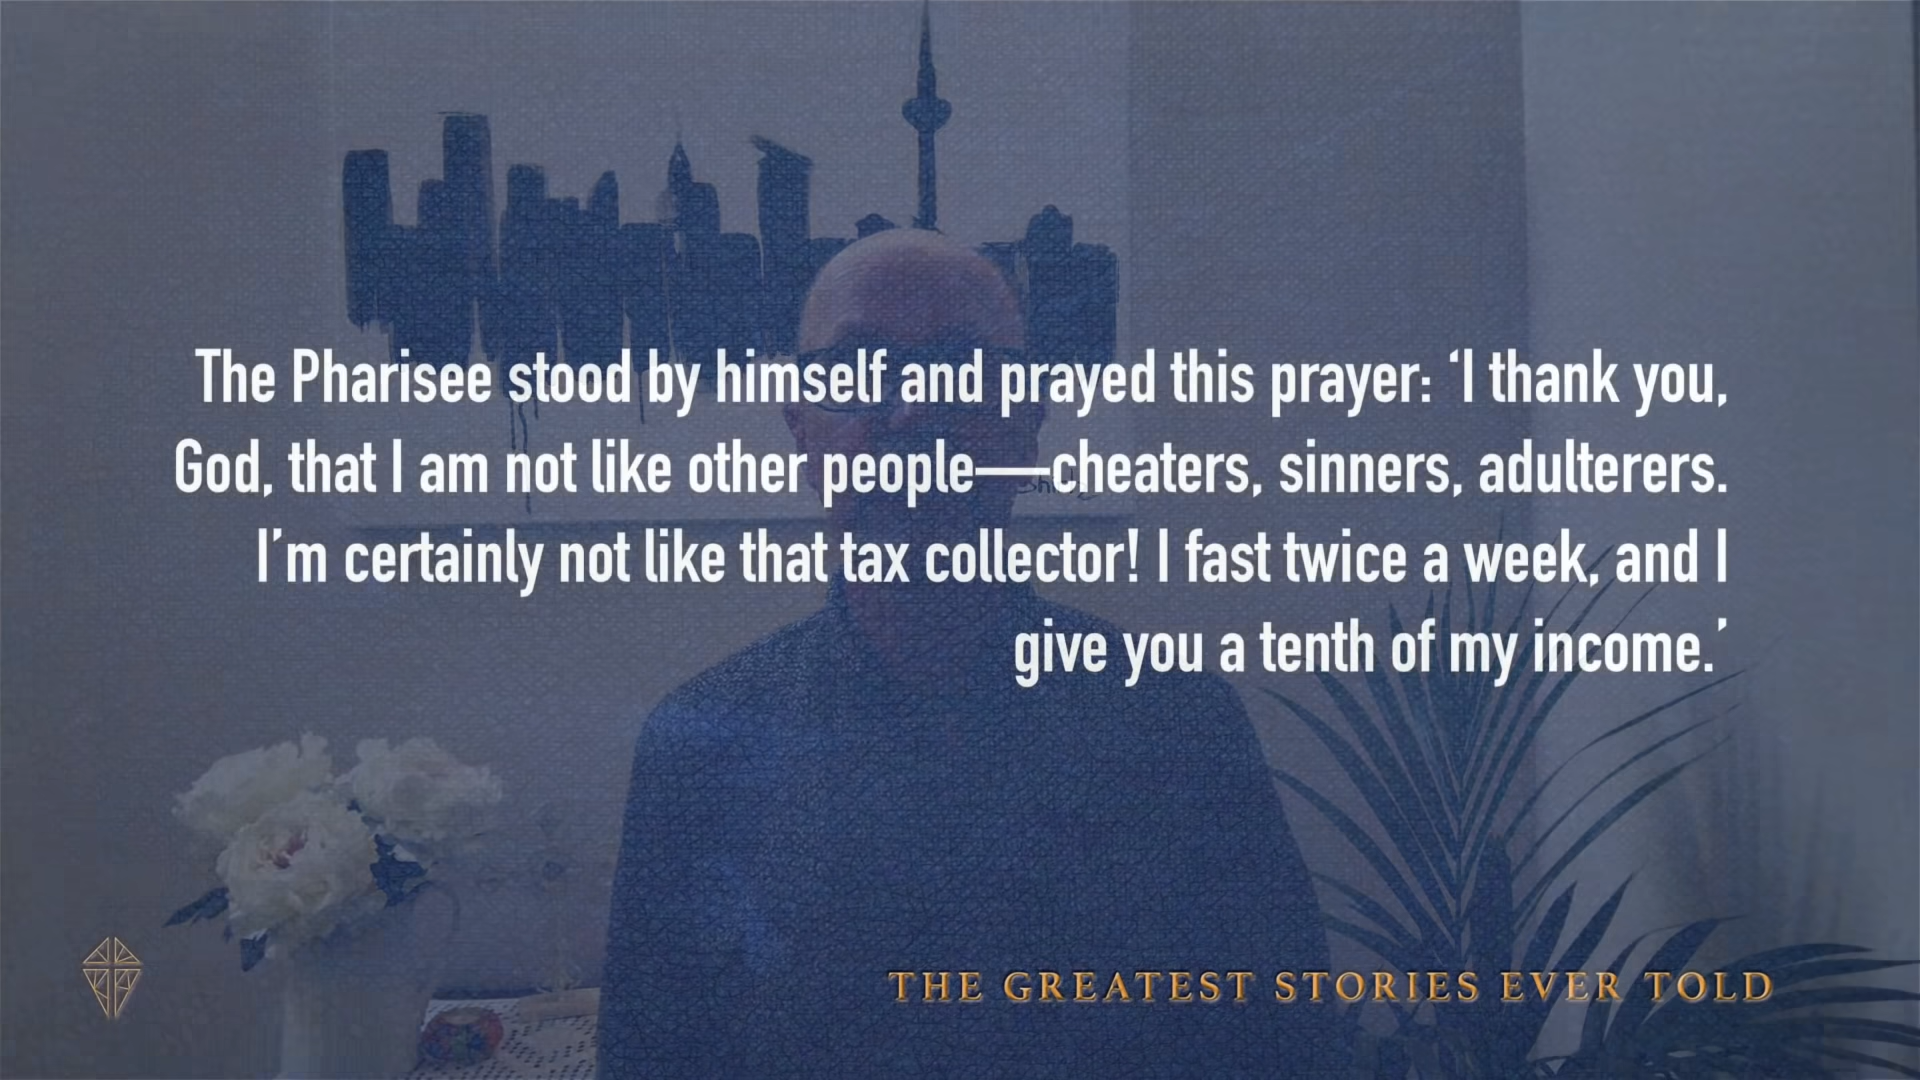 The Pharisee stood by himself and prayed this prayer: ‘I thank you,
God, that I am not like other people—cheaters, sinners, adulterers.
I’m certainly not like that tax collector! I fast twice a week, and I
give you a tenth of my income.’
THE GREATEST STORIES EVER TOLD